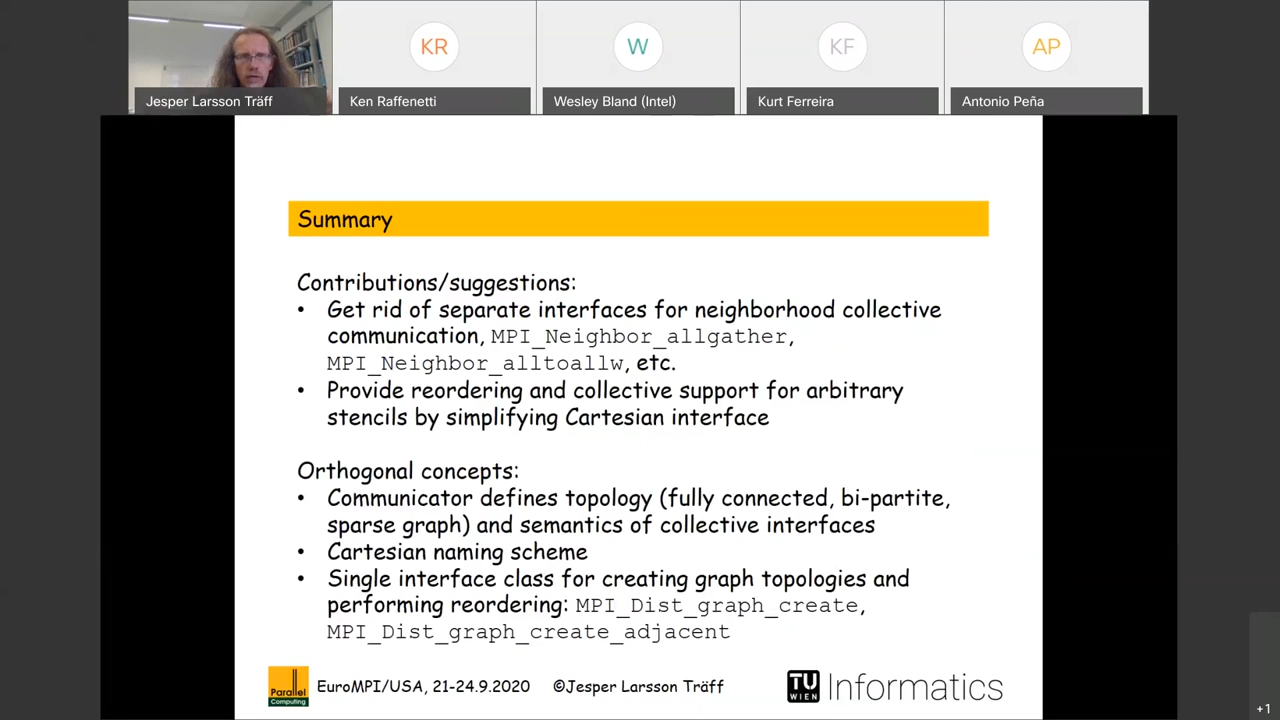 KR
W
KF
AP
Jesper Larsson Träff
Ken Raffenetti
Wesley Bland (Intel)
Kurt Ferreira
Antonio Peña
Summary
Contributions/suggestions:
• Get rid of separate interfaces for neighborhood collective
communication, MPI_Neighbor_allgather,
MPI_Neighbor_alltoallw, etc.
• Provide reordering and collective support for arbitrary
stencils by simplifying Cartesian interface
Orthogonal concepts:
• Communicator defines topology (fully connected, bi-partite,
sparse graph) and semantics of collective interfaces
• Cartesian naming scheme
• Single interface class for creating graph topologies and
performing reordering: MPI_Dist_graph_create,
MPI_Dist_graph_create_adjacent
Parallel
Computing
EuroMPI/USA, 21-24.9.2020 ©Jesper Larsson Träff
TU
WIEN
Informatics
+1